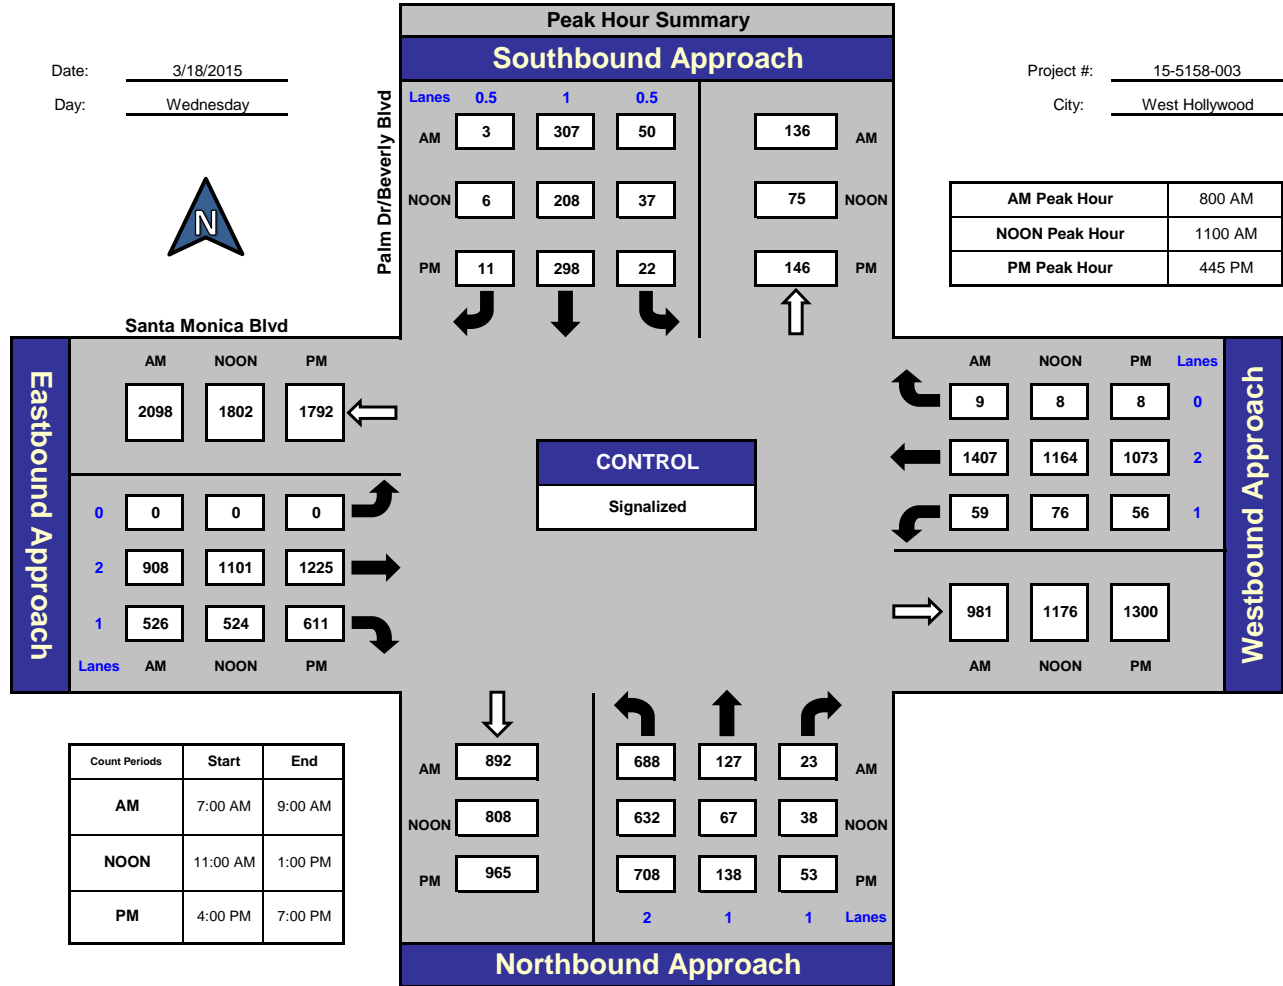 Peak Hour Summary
Southbound Approach
Date: 3/18/2015
Day: Wednesday
Project #: 15-5158-003
City: West Hollywood
N
Palm Dr/Beverly Blvd
Lanes 0.5 1 0.5
AM 3 307 50 136 AM
NOON 6 208 37 75 NOON
PM 11 298 22 146 PM
AM Peak Hour 800 AM
NOON Peak Hour 1100 AM
PM Peak Hour 445 PM
Santa Monica Blvd
Eastbound Approach
AM NOON PM
2098 1802 1792
0 0 0 0
2 908 1101 1225
1 526 524 611
Lanes AM NOON PM
CONTROL
Signalized
AM NOON PM Lanes
9 8 8 0
1407 1164 1073 2
59 76 56 1
981 1176 1300
AM NOON PM
Westbound Approach
Count Periods Start End
AM 7:00 AM 9:00 AM
NOON 11:00 AM 1:00 PM
PM 4:00 PM 7:00 PM
AM 892 688 127 23 AM
NOON 808 632 67 38 NOON
PM 965 708 138 53 PM
2 1 1 Lanes
Northbound Approach